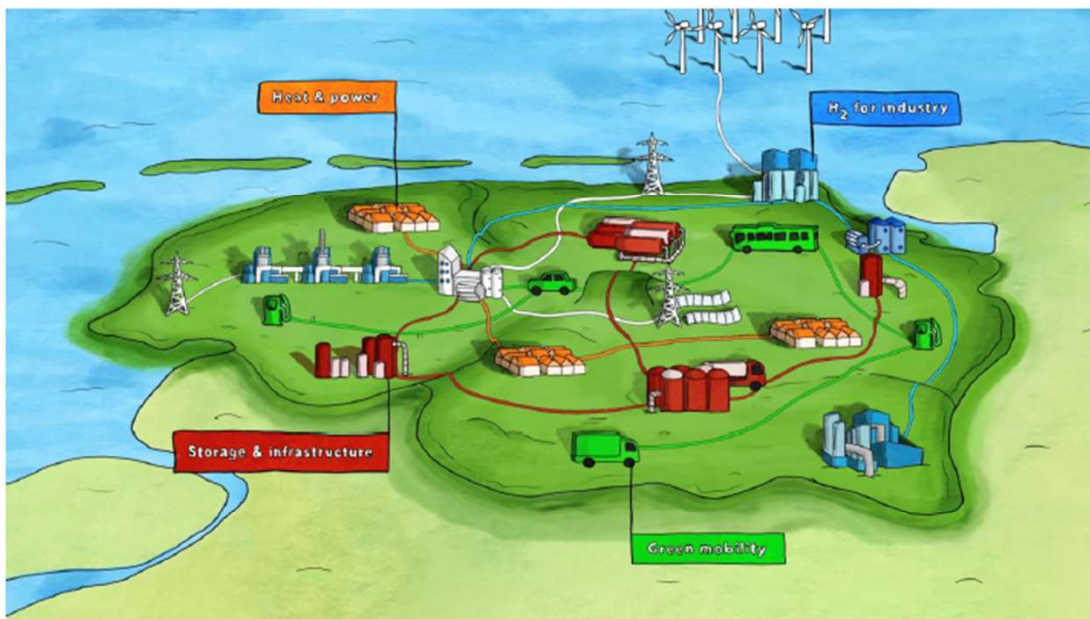 Heat & power
H₂ for industry
Storage & infrastructure
Green mobility